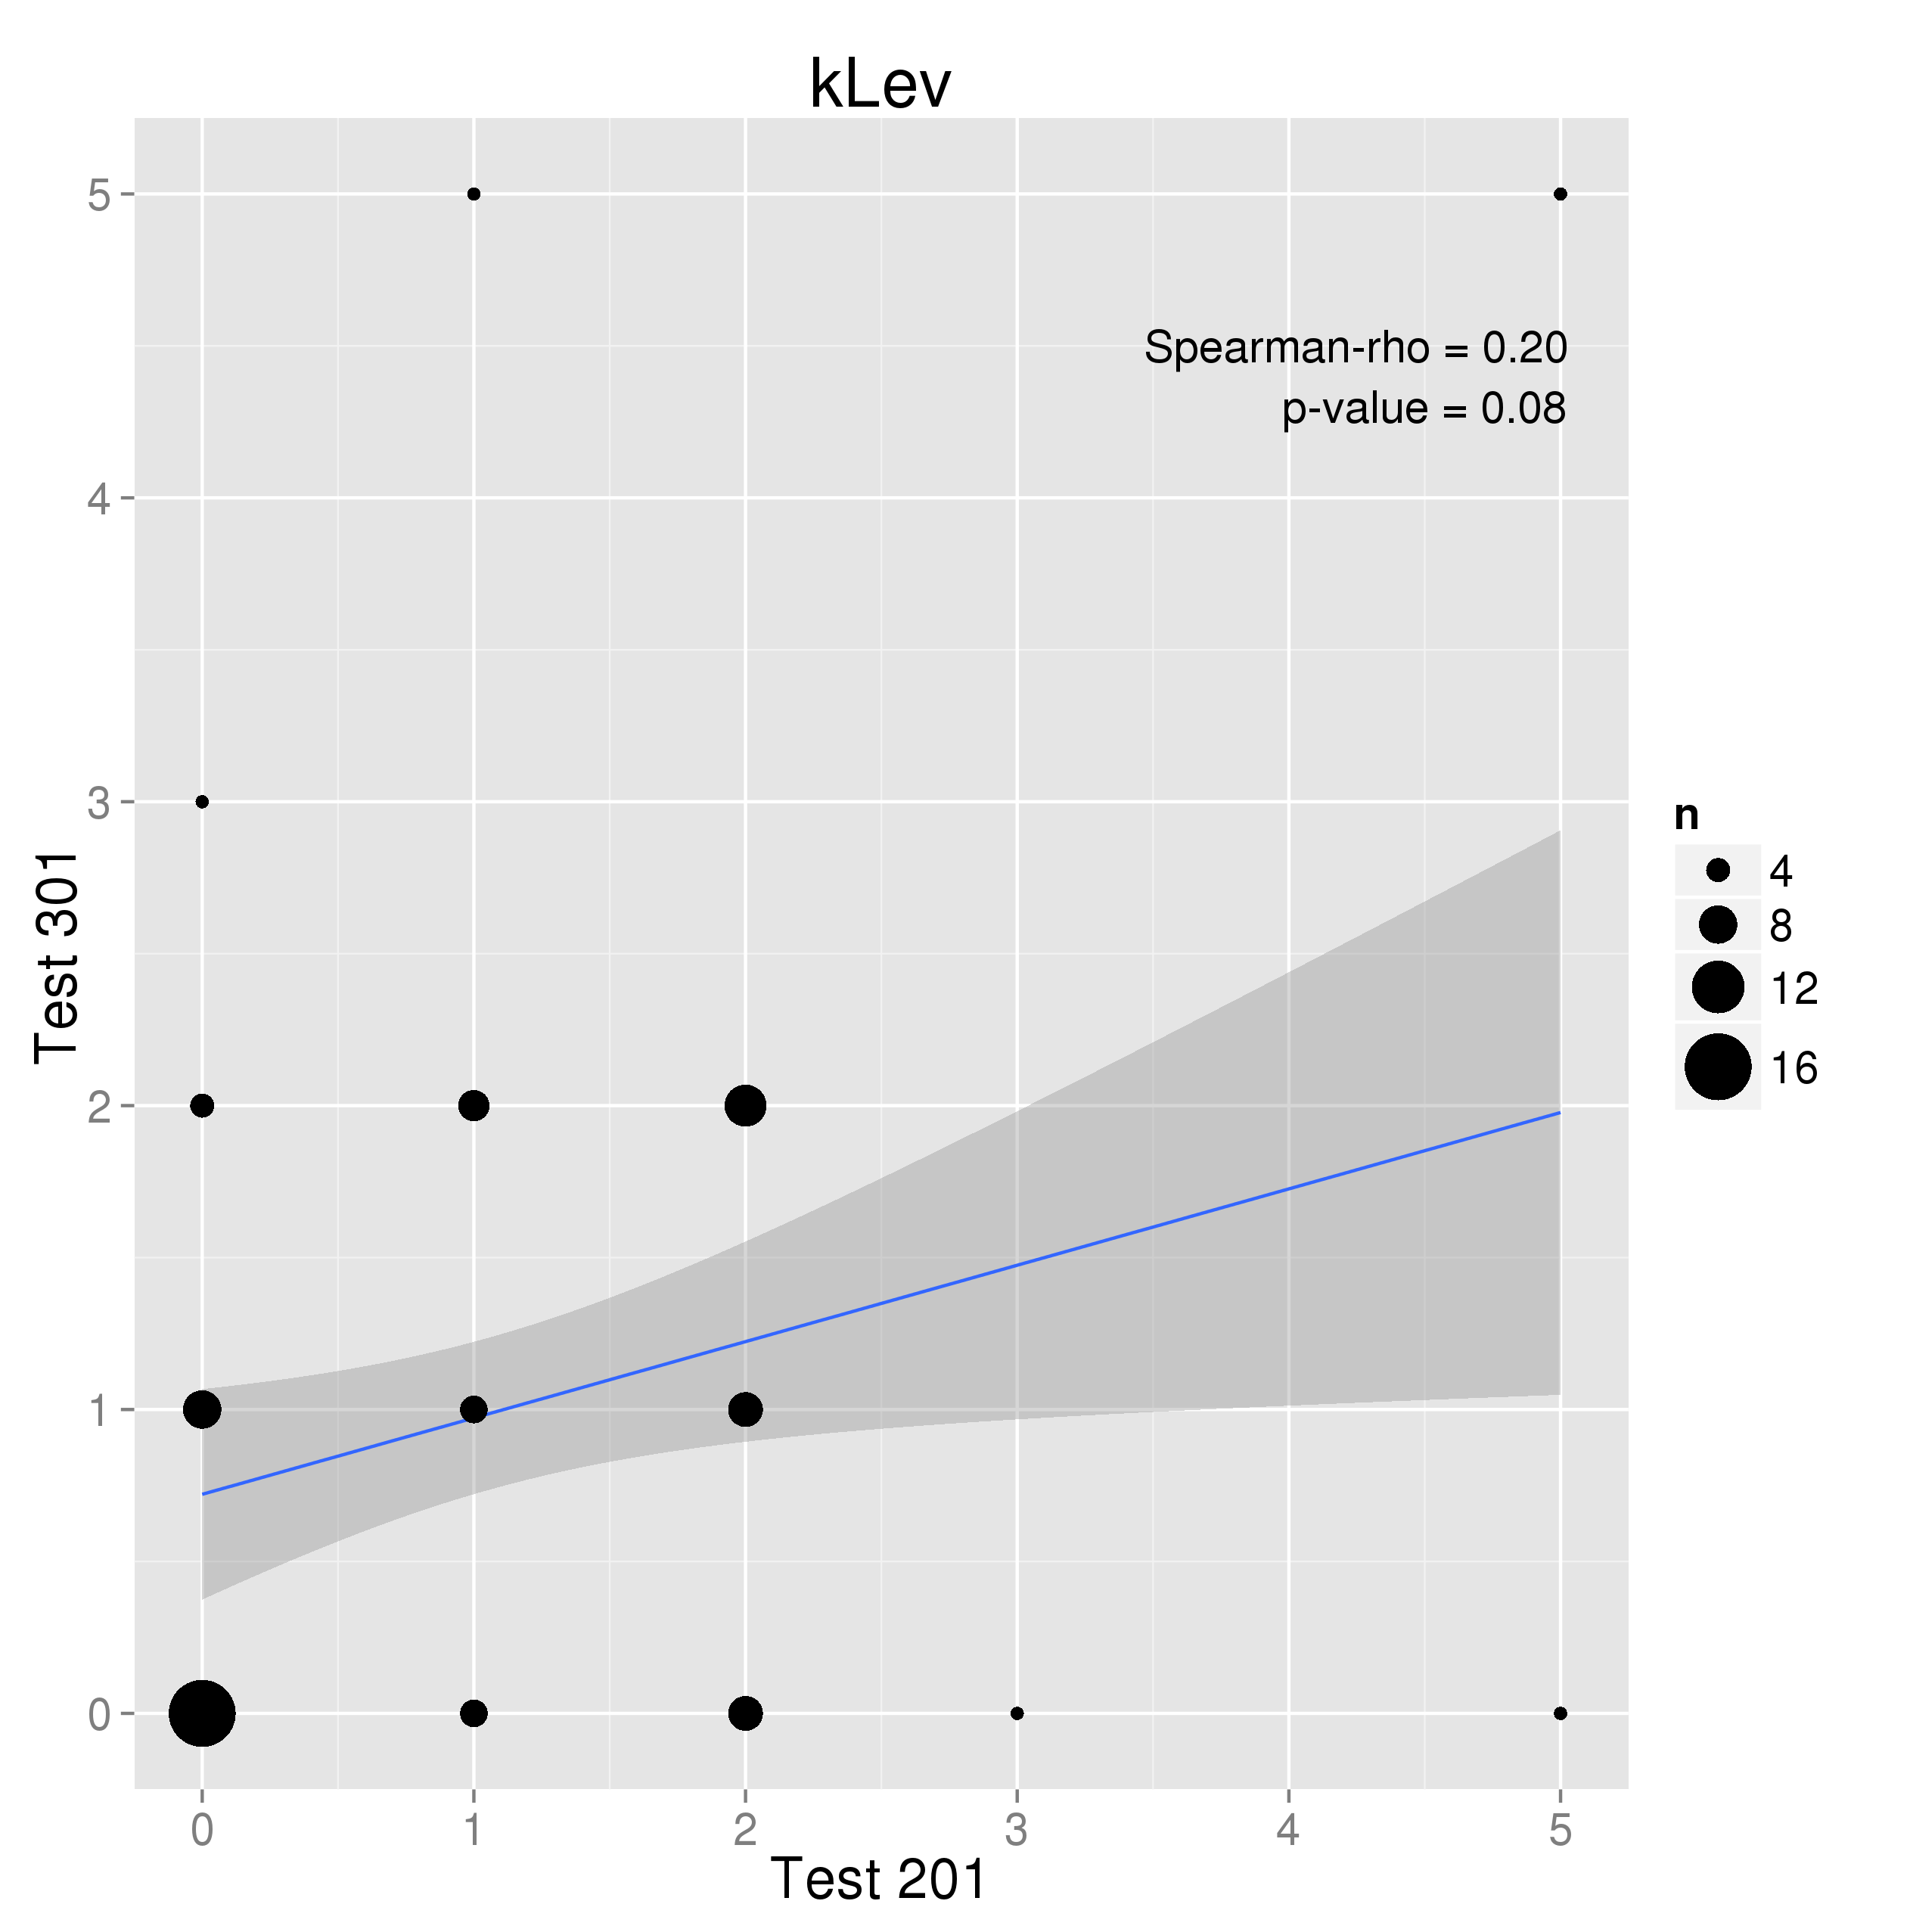 kLev
Spearman-rho = 0.20
p-value = 0.08
5
4
3
2
1
0
Test 301
0 1 2 3 4 5
Test 201
n
4
8
12
16